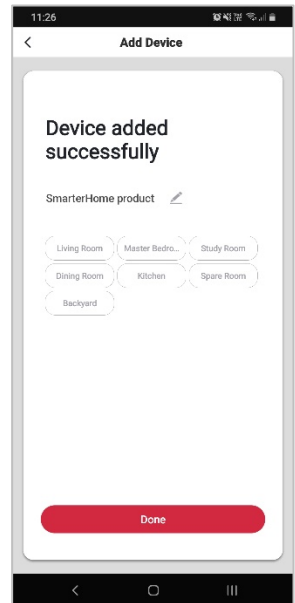 11:26
Add Device
Device added
successfully
SmarterHome product
Living Room Master Bedro... Study Room
Dining Room Kitchen Spare Room
Backyard
Done